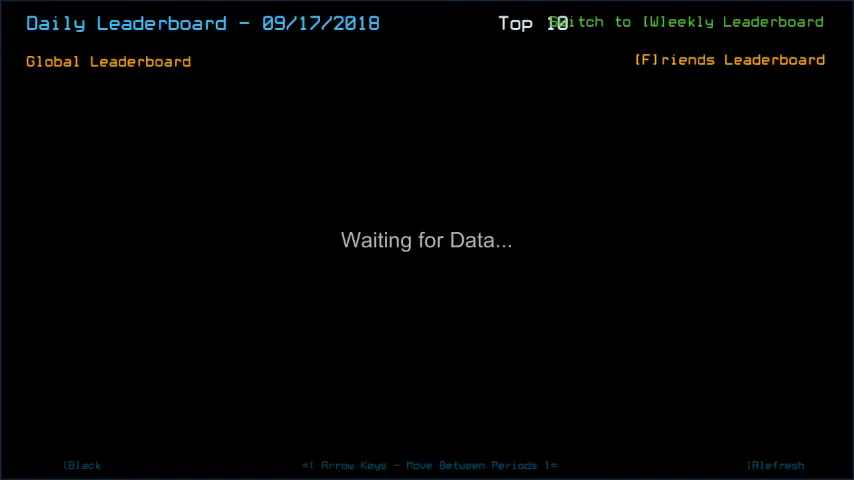 Daily Leaderboard - 09/17/2018
Top 10
Switch to [W]eekly Leaderboard
Global Leaderboard
[F]riends Leaderboard
Waiting for Data...
[B]ack
=[ Arrow Keys - Move Between Periods ]=
[R]efresh